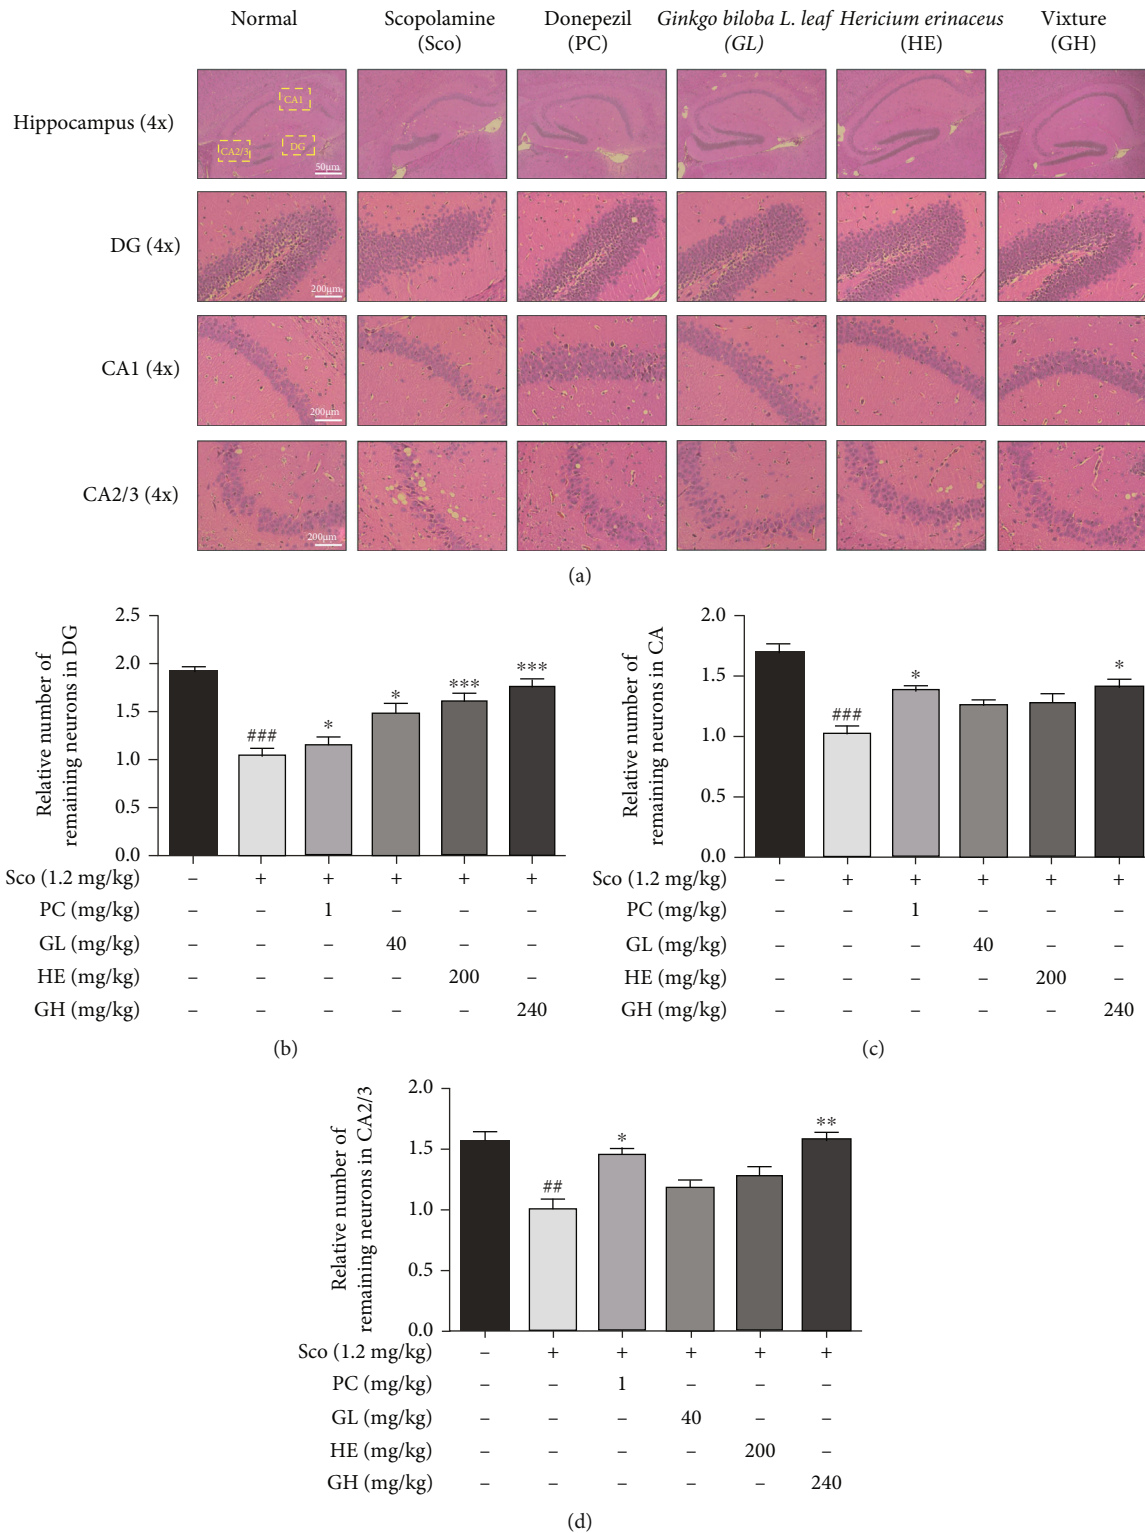 Normal
Scopolamine
(Sco)
Donepezil
(PC)
Ginkgo biloba L. leaf
(GL)
Hericium erinaceus
(HE)
Vixture
(GH)
Hippocampus (4x)
CA1
CA2/3
DG
50μm
DG (4x)
200μm
CA1 (4x)
200μm
CA2/3 (4x)
200μm
(a)
Relative number of
remaining neurons in DG
2.5
2.0
1.5
1.0
0.5
0.0
###
*
*
***
***
Sco (1.2 mg/kg) – + + + + +
PC (mg/kg) – – 1 – – –
GL (mg/kg) – – – 40 – –
HE (mg/kg) – – – – 200 –
GH (mg/kg) – – – – – 240
(b)
Relative number of
remaining neurons in CA
2.0
1.5
1.0
0.5
0.0
###
*
*
Sco (1.2 mg/kg) – + + + + +
PC (mg/kg) – – 1 – – –
GL (mg/kg) – – – 40 – –
HE (mg/kg) – – – – 200 –
GH (mg/kg) – – – – – 240
(c)
Relative number of
remaining neurons in CA2/3
2.0
1.5
1.0
0.5
0.0
##
*
**
Sco (1.2 mg/kg) – + + + + +
PC (mg/kg) – – 1 – – –
GL (mg/kg) – – – 40 – –
HE (mg/kg) – – – – 200 –
GH (mg/kg) – – – – – 240
(d)